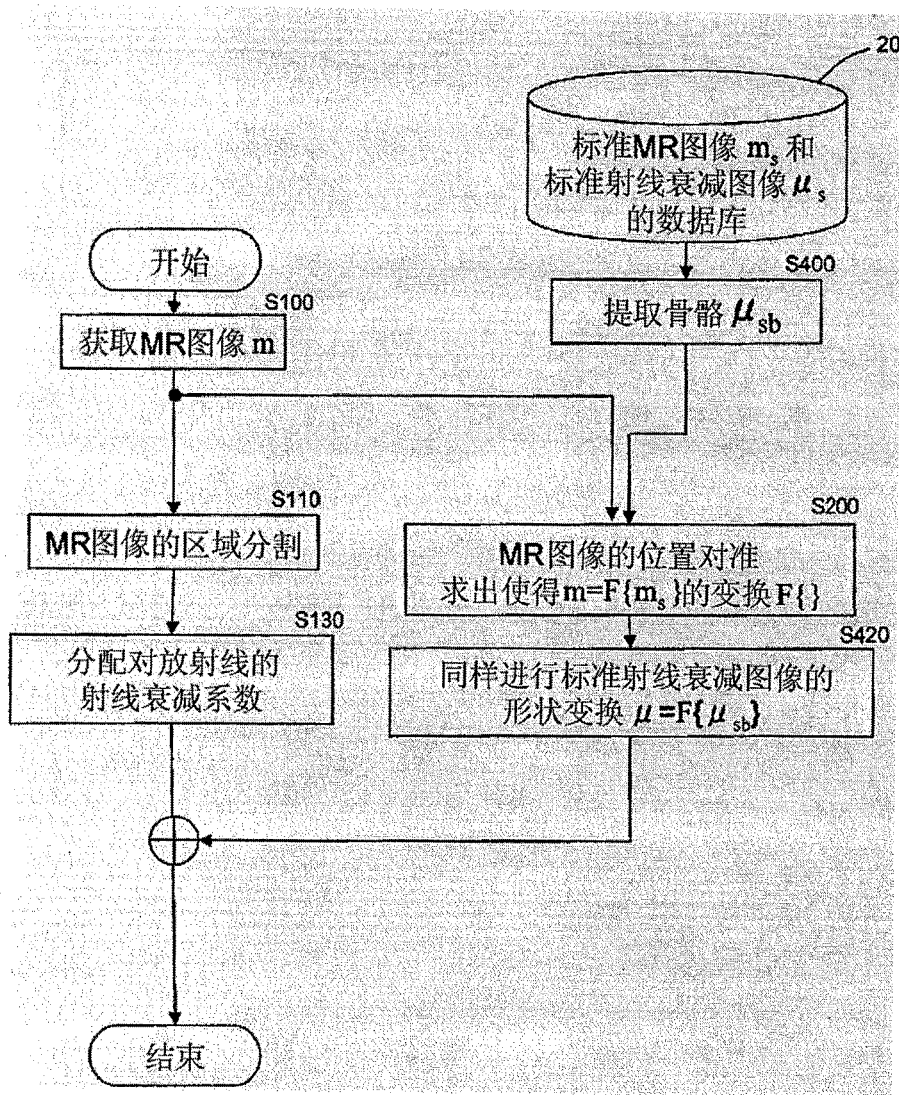 20
标准MR图像 mₛ 和
标准射线衰减图像 μₛ
的数据库
开始
S100
获取MR图像 m
S400
提取骨骼 μ_sb
S110
MR图像的区域分割
S200
MR图像的位置对准
求出使得m=F{mₛ}的变换 F{}
S130
分配对放射线的
射线衰减系数
S420
同样进行标准射线衰减图像的
形状变换 μ=F{μ_sb}
结束